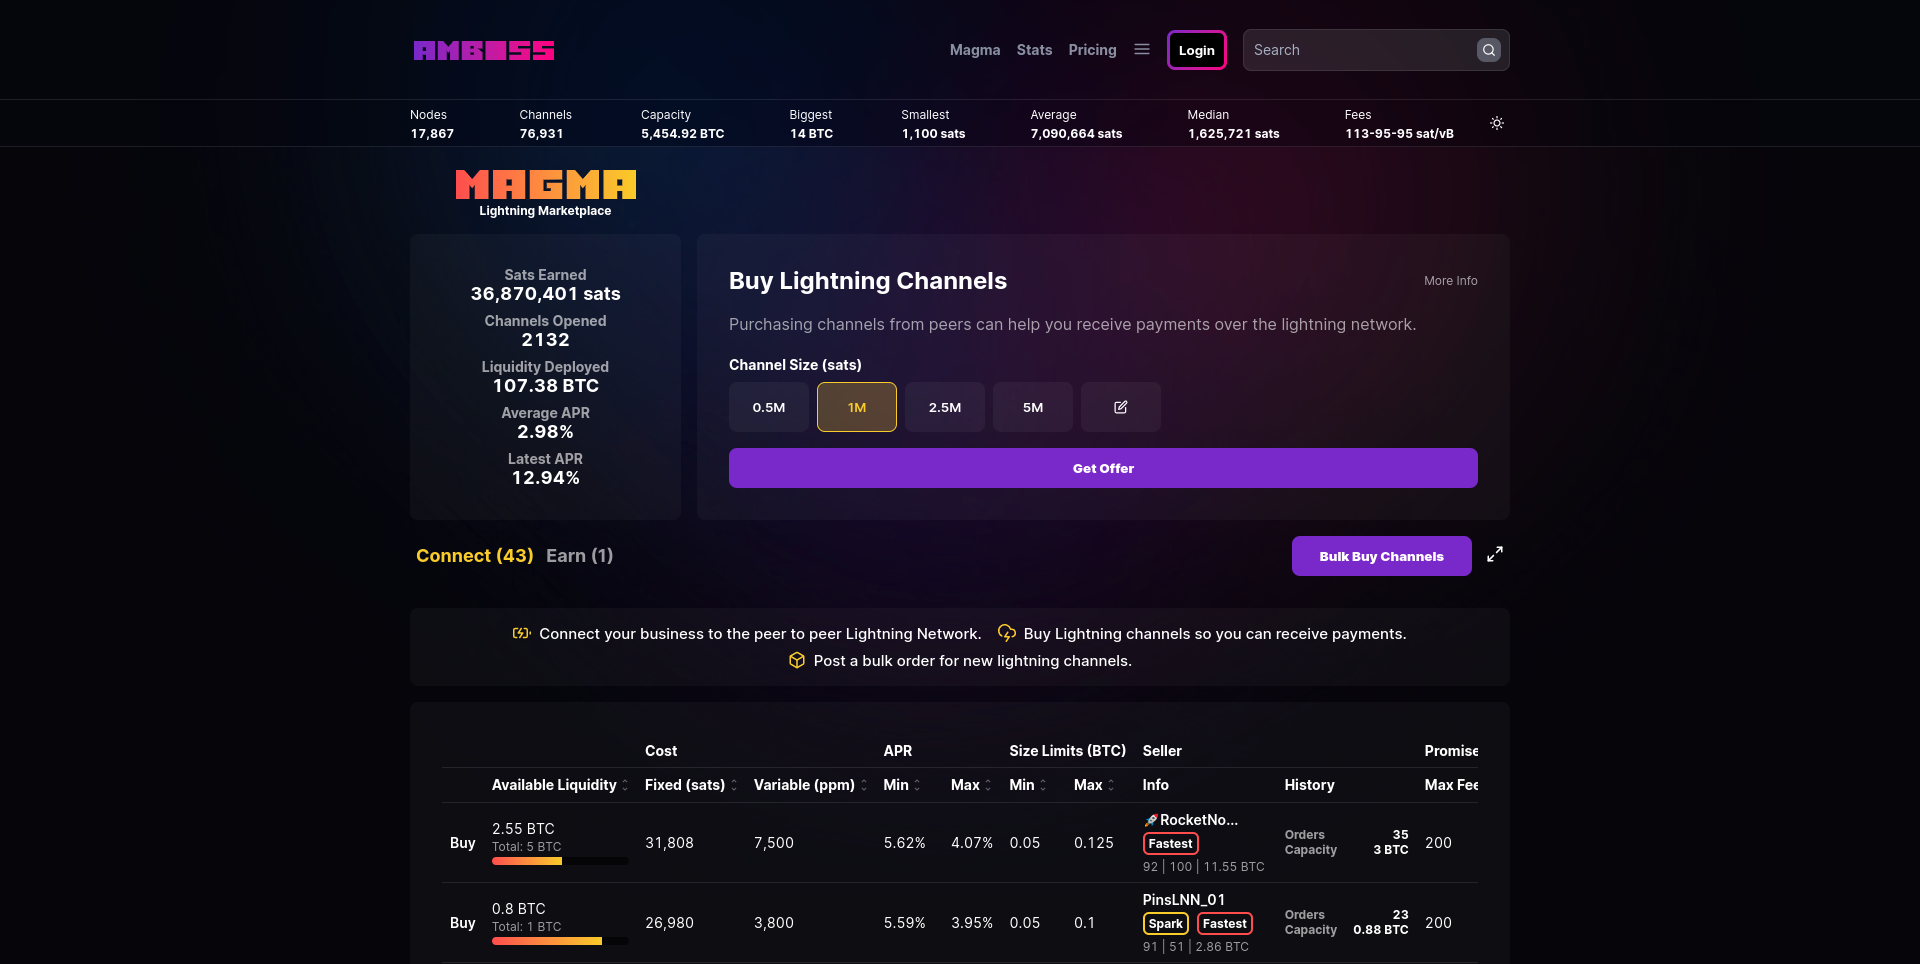 AMBOSS
Magma Stats Pricing Login Search
Nodes Channels Capacity Biggest Smallest Average Median Fees
17,867 76,931 5,454.92 BTC 14 BTC 1,100 sats 7,090,664 sats 1,625,721 sats 113-95-95 sat/vB
MAGMA
Lightning Marketplace
Sats Earned
36,870,401 sats
Channels Opened
2132
Liquidity Deployed
107.38 BTC
Average APR
2.98%
Latest APR
12.94%
Buy Lightning Channels More Info
Purchasing channels from peers can help you receive payments over the lightning network.
Channel Size (sats)
0.5M 1M 2.5M 5M
Get Offer
Connect (43) Earn (1) Bulk Buy Channels
Connect your business to the peer to peer Lightning Network. Buy Lightning channels so you can receive payments.
Post a bulk order for new lightning channels.
Cost APR Size Limits (BTC) Seller Promise
Available Liquidity Fixed (sats) Variable (ppm) Min Max Min Max Info History Max Fee
Buy 2.55 BTC 31,808 7,500 5.62% 4.07% 0.05 0.125 🚀RocketNo... Orders 35 200
Total: 5 BTC Fastest Capacity 3 BTC
92 | 100 | 11.55 BTC
Buy 0.8 BTC 26,980 3,800 5.59% 3.95% 0.05 0.1 PinsLNN_01 Orders 23 200
Total: 1 BTC Spark Fastest Capacity 0.88 BTC
91 | 51 | 2.86 BTC